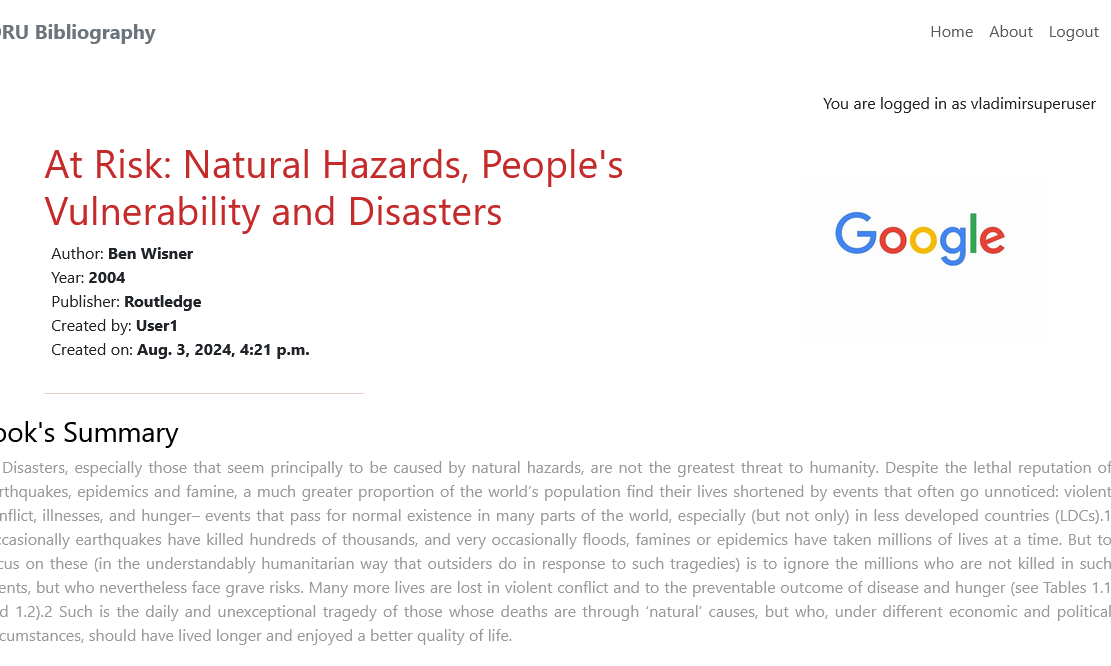 RU Bibliography
Home About Logout
You are logged in as vladimirsuperuser
At Risk: Natural Hazards, People's
Vulnerability and Disasters
Google
Author: Ben Wisner
Year: 2004
Publisher: Routledge
Created by: User1
Created on: Aug. 3, 2024, 4:21 p.m.
ook's Summary
Disasters, especially those that seem principally to be caused by natural hazards, are not the greatest threat to humanity. Despite the lethal reputation of
rthquakes, epidemics and famine, a much greater proportion of the world’s population find their lives shortened by events that often go unnoticed: violent
nflict, illnesses, and hunger– events that pass for normal existence in many parts of the world, especially (but not only) in less developed countries (LDCs).1
casionally earthquakes have killed hundreds of thousands, and very occasionally floods, famines or epidemics have taken millions of lives at a time. But to
cus on these (in the understandably humanitarian way that outsiders do in response to such tragedies) is to ignore the millions who are not killed in such
ents, but who nevertheless face grave risks. Many more lives are lost in violent conflict and to the preventable outcome of disease and hunger (see Tables 1.1
d 1.2).2 Such is the daily and unexceptional tragedy of those whose deaths are through ‘natural’ causes, but who, under different economic and political
cumstances, should have lived longer and enjoyed a better quality of life.